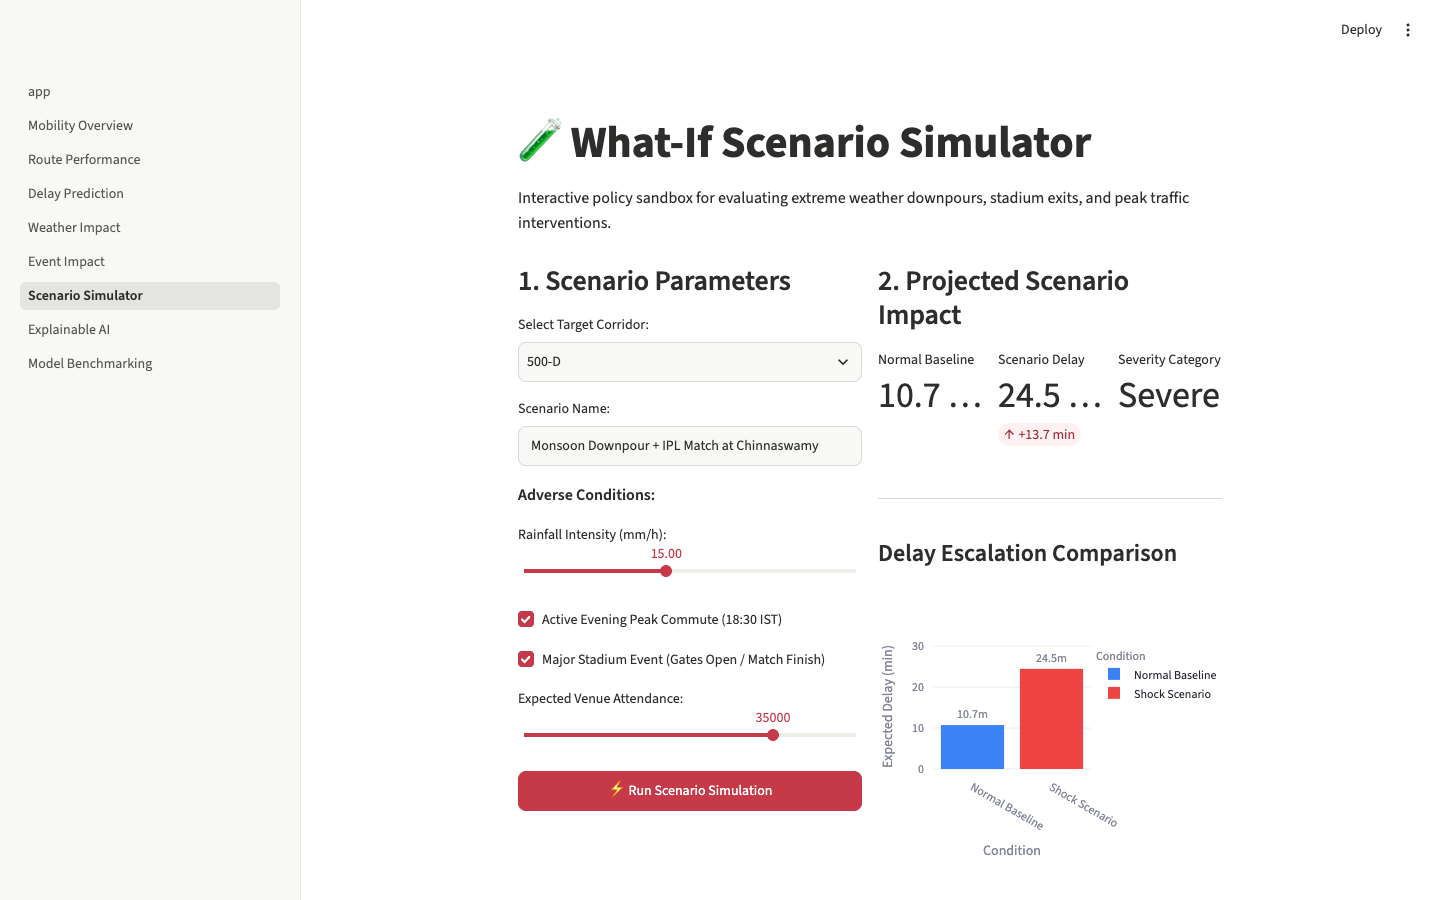 Deploy
app
Mobility Overview
Route Performance
Delay Prediction
Weather Impact
Event Impact
Scenario Simulator
Explainable AI
Model Benchmarking
What-If Scenario Simulator
Interactive policy sandbox for evaluating extreme weather downpours, stadium exits, and peak traffic
interventions.
1. Scenario Parameters
Select Target Corridor:
500-D
Scenario Name:
Monsoon Downpour + IPL Match at Chinnaswamy
Adverse Conditions:
Rainfall Intensity (mm/h):
15.00
Active Evening Peak Commute (18:30 IST)
Major Stadium Event (Gates Open / Match Finish)
Expected Venue Attendance:
35000
⚡ Run Scenario Simulation
2. Projected Scenario
Impact
Normal Baseline
10.7 …
Scenario Delay
24.5 …
↑ +13.7 min
Severity Category
Severe
Delay Escalation Comparison
Expected Delay (min)
30
20
10
0
10.7m
24.5m
Normal Baseline
Shock Scenario
Condition
Condition
Normal Baseline
Shock Scenario